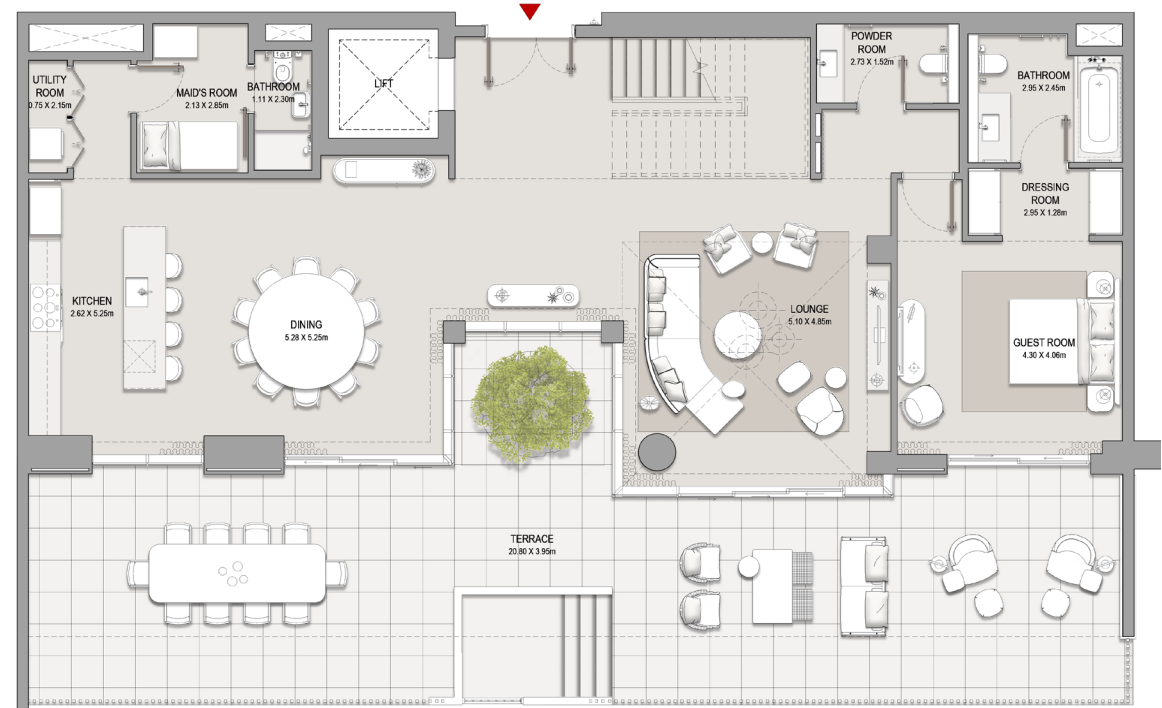 POWDER
ROOM
2.73 X 1.52m
UTILITY
ROOM
0.75 X 2.15m
MAID'S ROOM
2.13 X 2.85m
BATHROOM
1.11 X 2.30m
LIFT
BATHROOM
2.95 X 2.45m
DRESSING
ROOM
2.95 X 1.28m
KITCHEN
2.62 X 5.25m
DINING
5.28 X 5.25m
LOUNGE
5.10 X 4.85m
GUEST ROOM
4.30 X 4.06m
TERRACE
20.80 X 3.95m